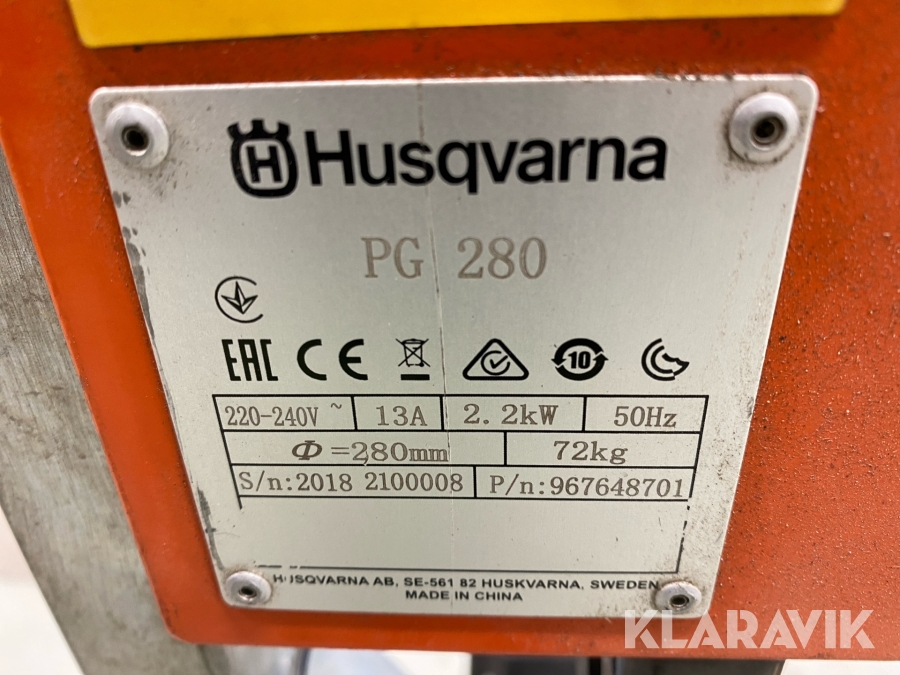 Husqvarna
PG 280
EAC CE 10
220-240V ~ 13A 2.2kW 50Hz
Φ=280mm 72kg
S/n:2018 2100008 P/n:967648701
HUSQVARNA AB, SE-561 82 HUSKVARNA, SWEDEN
MADE IN CHINA
KLARAVIK